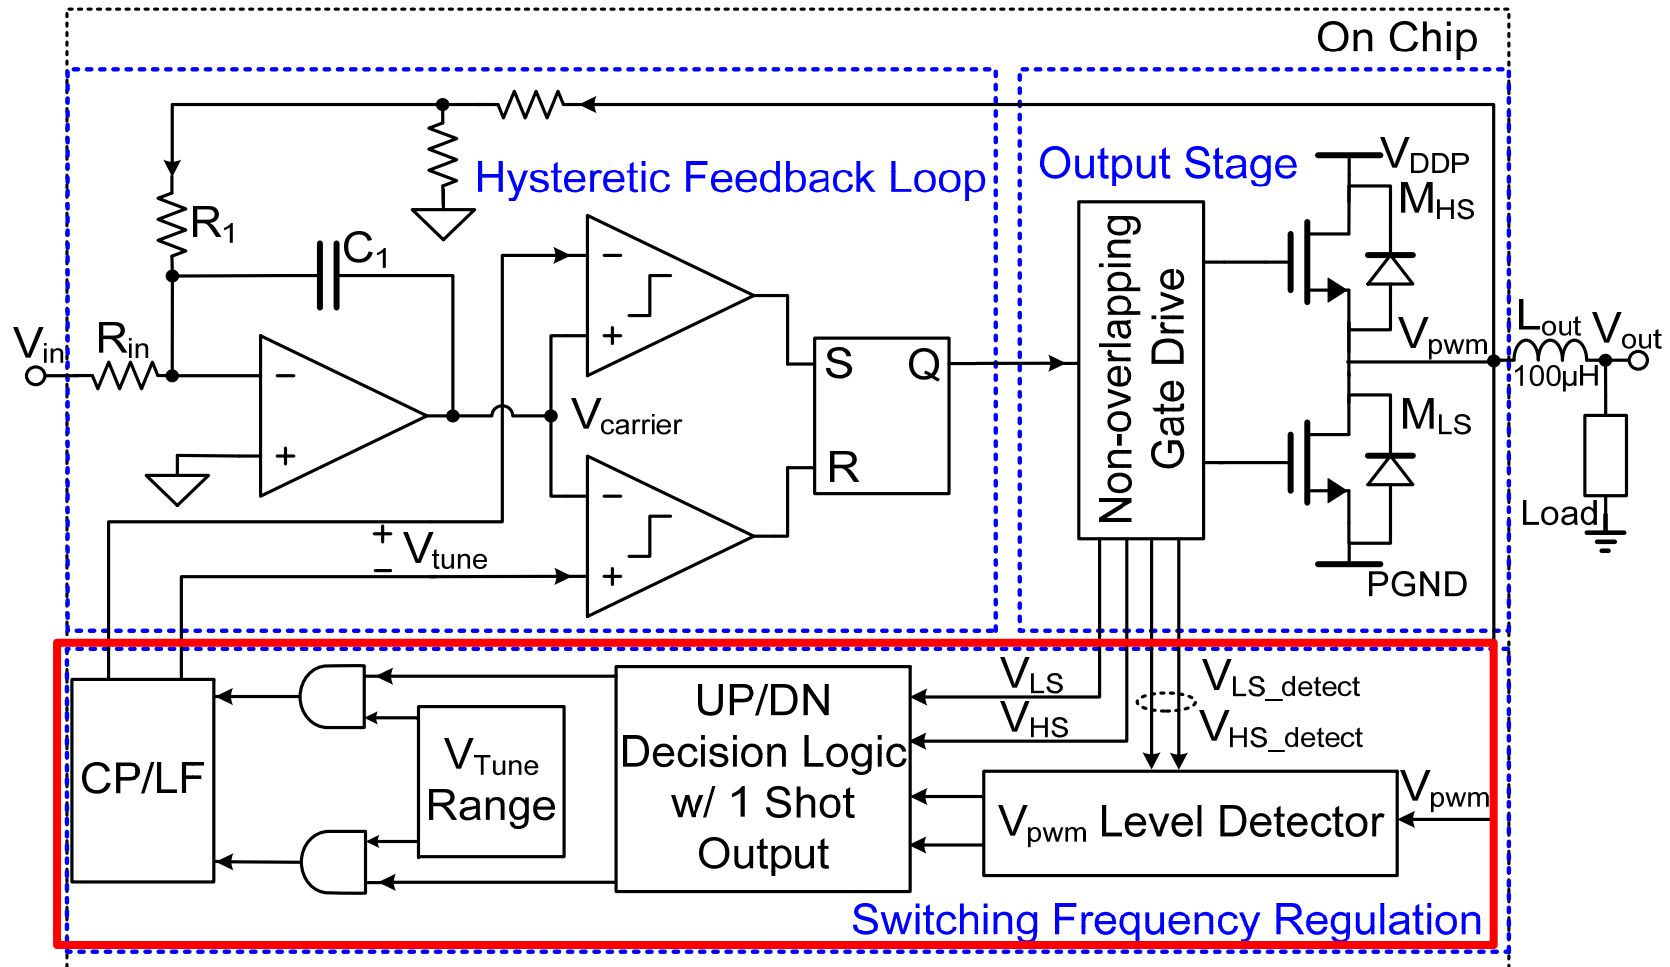 On Chip
Hysteretic Feedback Loop
Output Stage
VDDP
MHS
R1
C1
Vin
Rin
−
+
−
+
Vcarrier
−
+
S
Q
R
Non-overlapping
Gate Drive
Vpwm
Lout
100µH
Vout
MLS
Load
PGND
+
−
Vtune
CP/LF
VTune
Range
UP/DN
Decision Logic
w/ 1 Shot
Output
VLS
VHS
VLS_detect
VHS_detect
Vpwm Level Detector
Vpwm
Switching Frequency Regulation